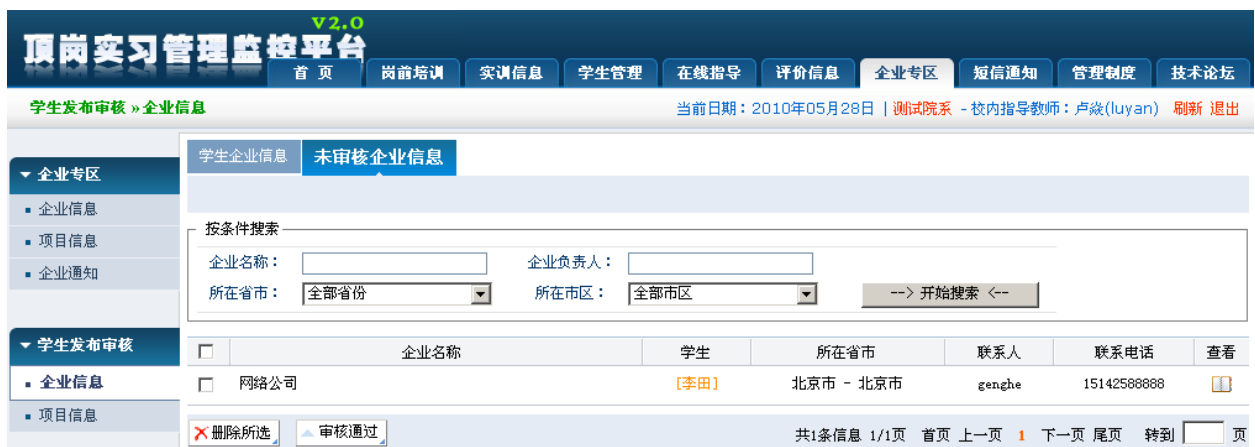 V2.0
顶岗实习管理监控平台
首 页 岗前培训 实训信息 学生管理 在线指导 评价信息 企业专区 短信通知 管理制度 技术论坛
学生发布审核 » 企业信息 当前日期：2010年05月28日 | 测试院系 - 校内指导教师：卢焱(luyan) 刷新 退出
学生企业信息 未审核企业信息
企业专区
企业信息
项目信息
企业通知
按条件搜索
企业名称： 企业负责人：
所在省市： 全部省份 所在市区： 全部市区 --> 开始搜索 <--
学生发布审核
企业信息
项目信息
企业名称 学生 所在省市 联系人 联系电话 查看
网络公司 [李田] 北京市 - 北京市 genghe 15142588888
删除所选 审核通过 共1条信息 1/1页 首页 上一页 1 下一页 尾页 转到 页